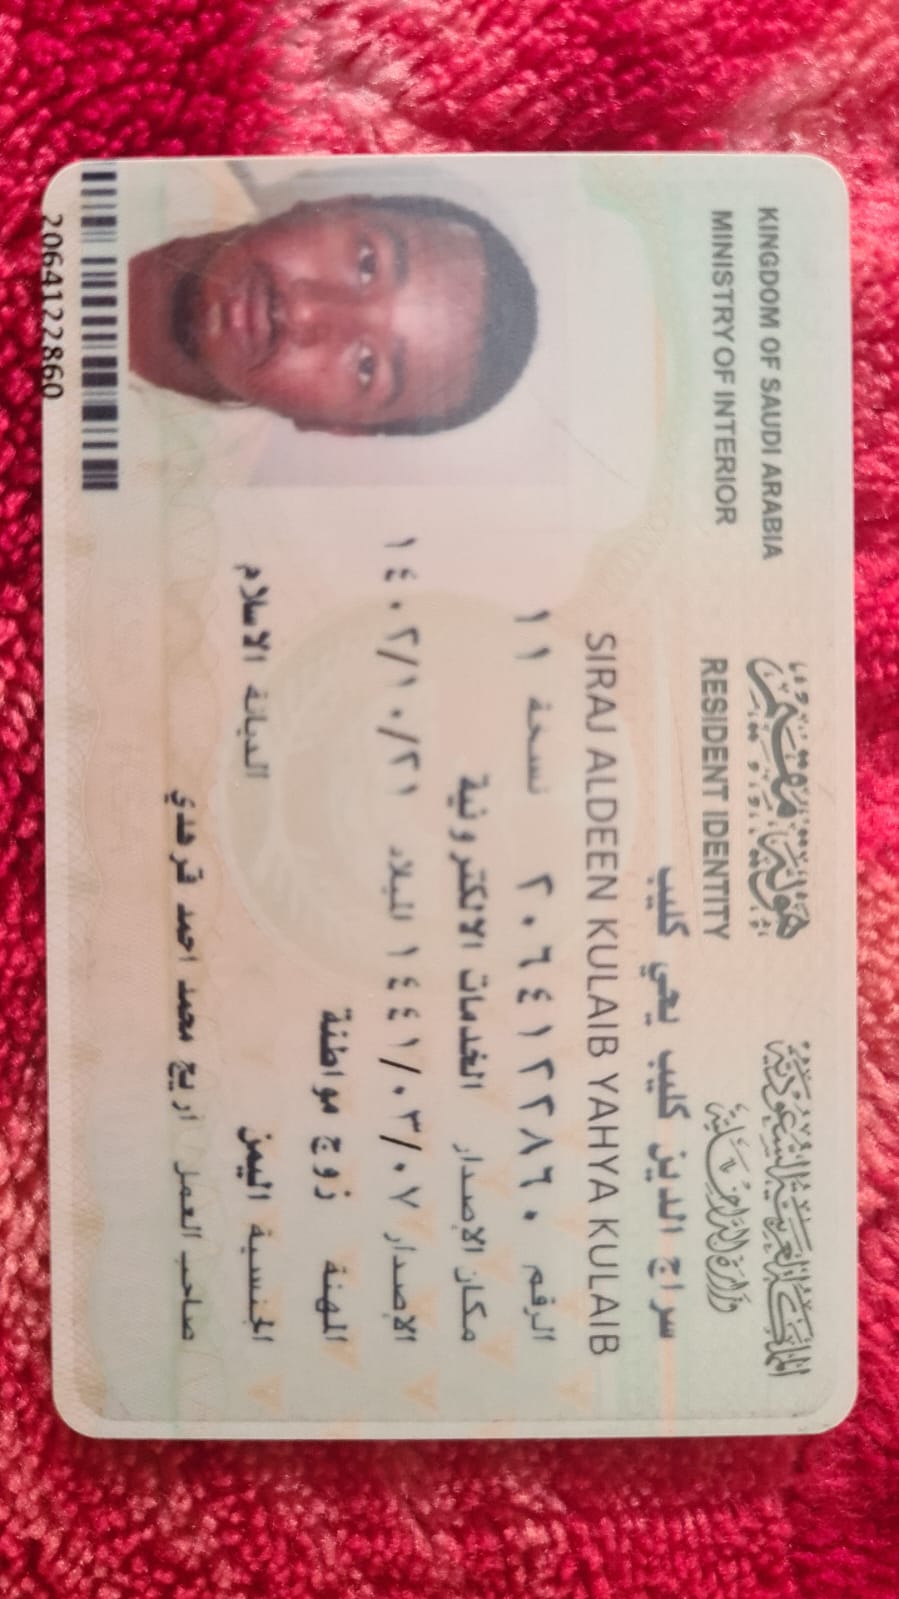 المملكة العربية السعودية
وزارة الداخلية
هوية مقيم
RESIDENT IDENTITY
KINGDOM OF SAUDI ARABIA
MINISTRY OF INTERIOR
سراج الدين كليب يحي كليب
SIRAJ ALDEEN KULAIB YAHYA KULAIB
الرقم ٢٠٦٤١٢٢٨٦٠ نسخة ١١
مكان الإصدار الخدمات الالكترونية
الإصدار ١٤٤١/٠٣/٠٧ الميلاد ١٤٠٢/١٠/٢١
المهنة زوج مواطنة
الجنسية اليمن الديانة الاسلام
صاحب العمل اريج محمد احمد قرهدي
2064122860